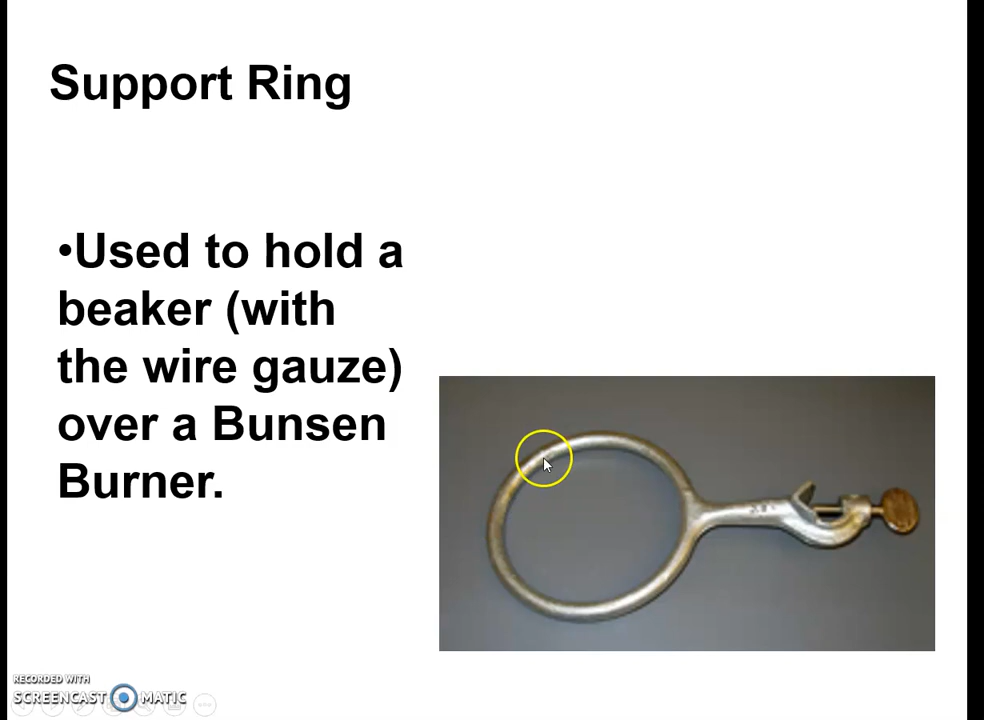 Support Ring
•Used to hold a
beaker (with
the wire gauze)
over a Bunsen
Burner.
RECORDED WITH
SCREENCAST MATIC